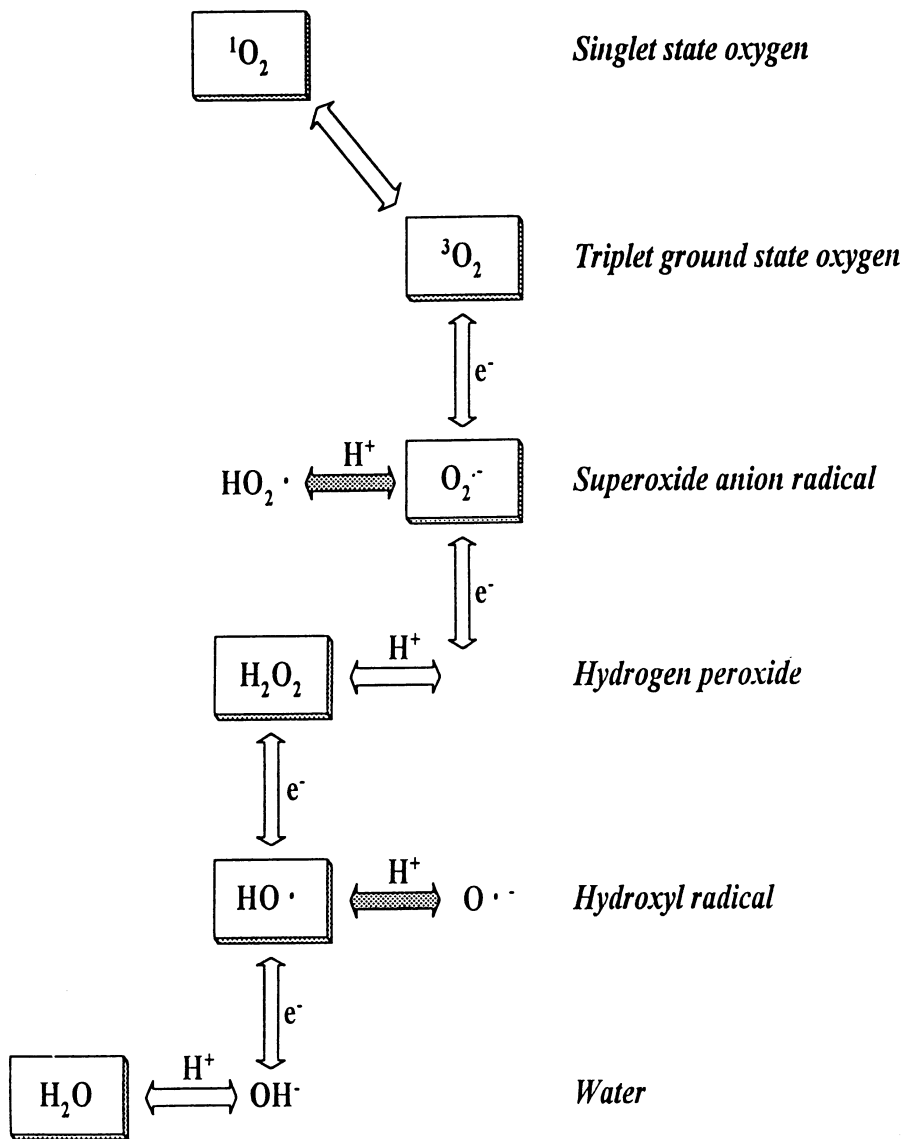 ¹O₂ Singlet state oxygen
³O₂ Triplet ground state oxygen
e⁻
H⁺
HO₂· O₂·⁻ Superoxide anion radical
e⁻
H⁺
H₂O₂ Hydrogen peroxide
e⁻
H⁺
HO· O·⁻ Hydroxyl radical
e⁻
H⁺
H₂O OH⁻ Water